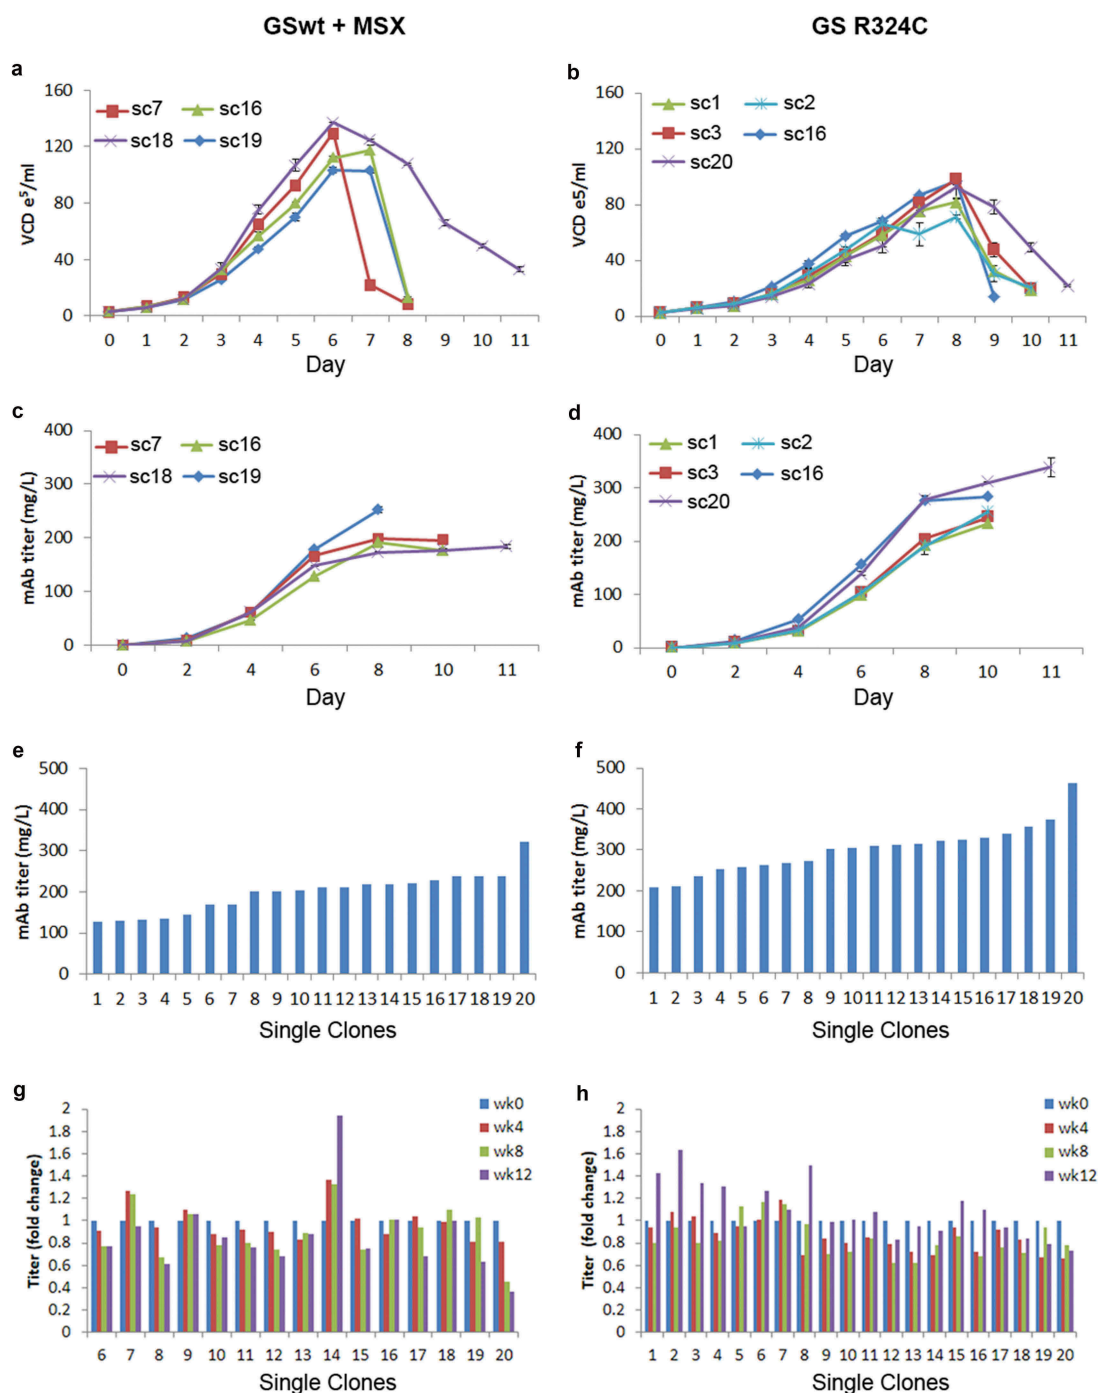 GSwt + MSX
GS R324C
a
VCD e⁵/ml
160
120
80
40
0
sc7
sc16
sc18
sc19
0 1 2 3 4 5 6 7 8 9 10 11
Day
b
VCD e5/ml
160
120
80
40
0
sc1
sc2
sc3
sc16
sc20
0 1 2 3 4 5 6 7 8 9 10 11
Day
c
mAb titer (mg/L)
400
300
200
100
0
sc7
sc16
sc18
sc19
0 2 4 6 8 10 11
Day
d
mAb titer (mg/L)
400
300
200
100
0
sc1
sc2
sc3
sc16
sc20
0 2 4 6 8 10 11
Day
e
mAb titer (mg/L)
500
400
300
200
100
0
1 2 3 4 5 6 7 8 9 10 11 12 13 14 15 16 17 18 19 20
Single Clones
f
mAb titer (mg/L)
500
400
300
200
100
0
1 2 3 4 5 6 7 8 9 10 11 12 13 14 15 16 17 18 19 20
Single Clones
g
Titer (fold change)
2
1.8
1.6
1.4
1.2
1
0.8
0.6
0.4
0.2
0
wk0
wk4
wk8
wk12
6 7 8 9 10 11 12 13 14 15 16 17 18 19 20
Single Clones
h
Titer (fold change)
2
1.8
1.6
1.4
1.2
1
0.8
0.6
0.4
0.2
0
wk0
wk4
wk8
wk12
1 2 3 4 5 6 7 8 9 10 11 12 13 14 15 16 17 18 19 20
Single Clones